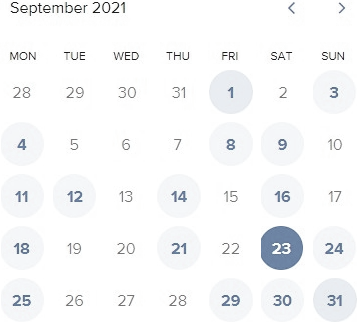 September 2021
MON TUE WED THU FRI SAT SUN
28 29 30 31 1 2 3
4 5 6 7 8 9 10
11 12 13 14 15 16 17
18 19 20 21 22 23 24
25 26 27 28 29 30 31